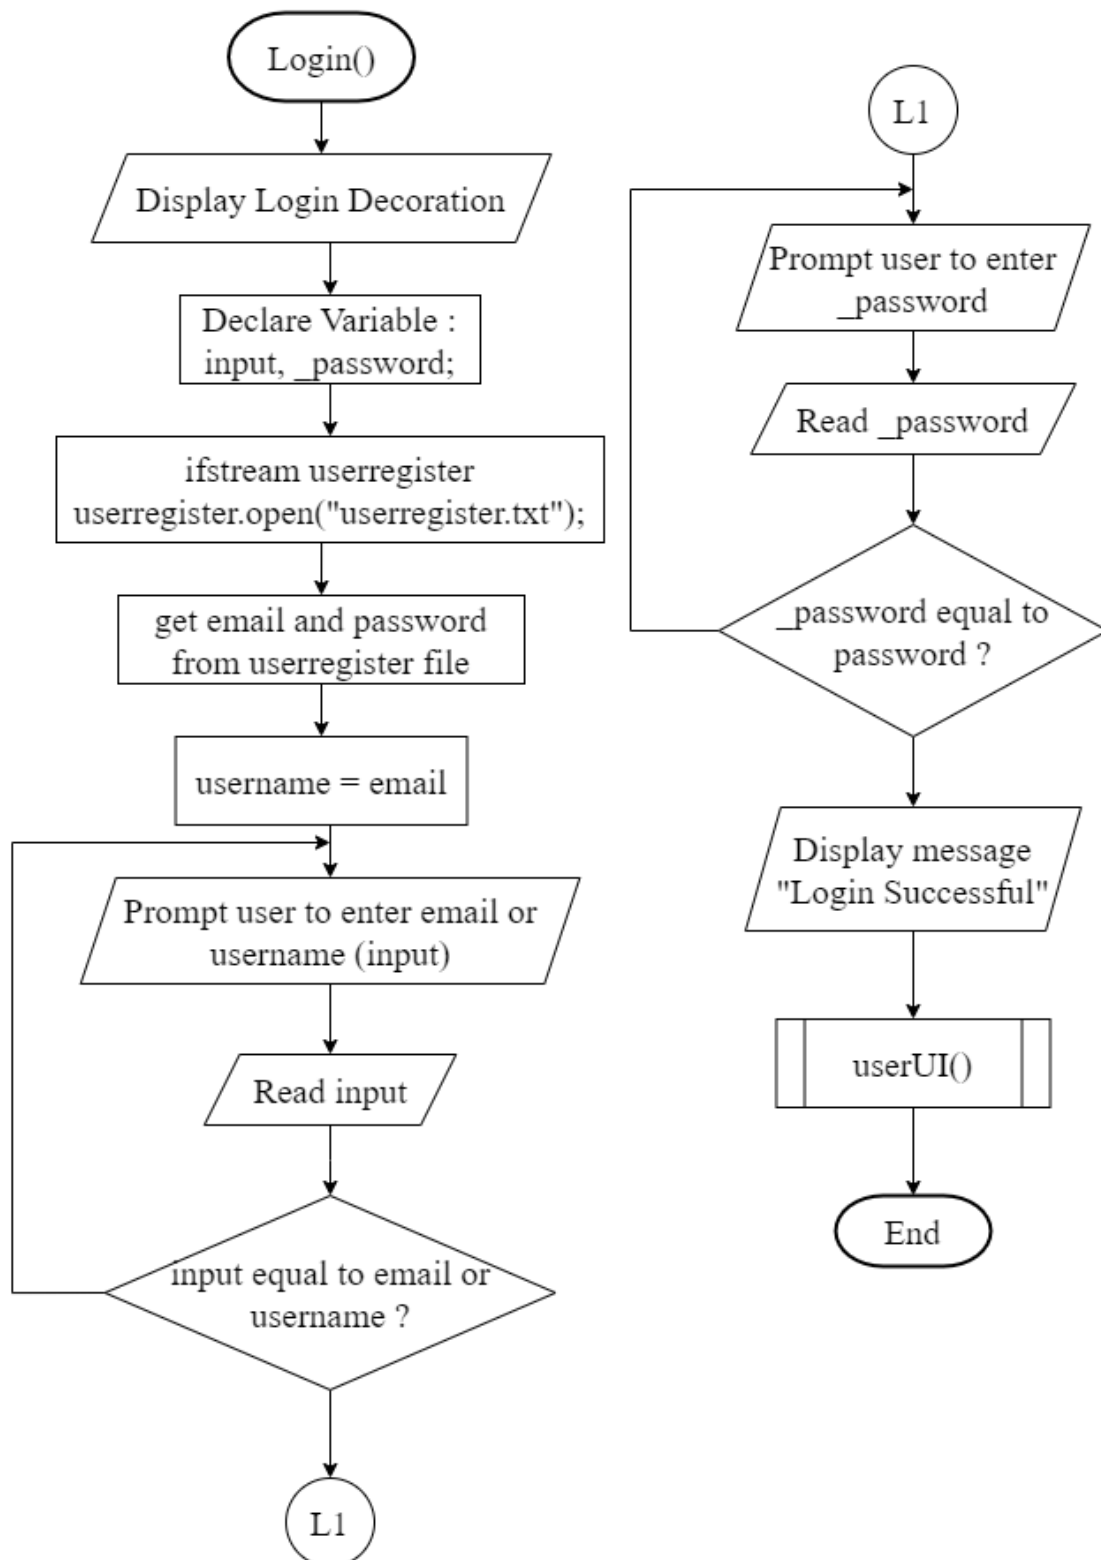 Login()
Display Login Decoration
Declare Variable :
input, _password;
ifstream userregister
userregister.open("userregister.txt");
get email and password
from userregister file
username = email
Prompt user to enter email or
username (input)
Read input
input equal to email or
username ?
L1
L1
Prompt user to enter
_password
Read _password
_password equal to
password ?
Display message
"Login Successful"
userUI()
End